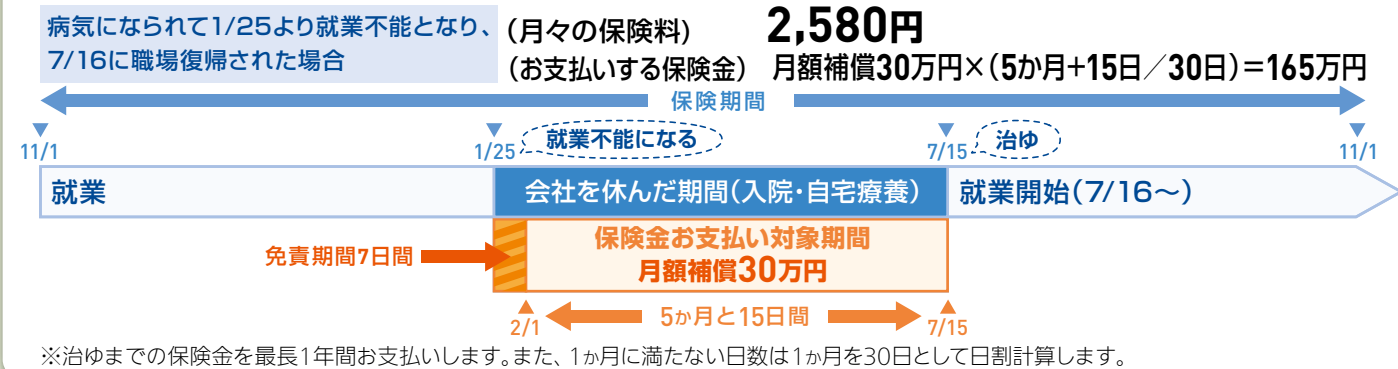 病気になられて1/25より就業不能となり、
7/16に職場復帰された場合
（月々の保険料） 2,580円
（お支払いする保険金） 月額補償30万円×（5か月+15日／30日）＝165万円
保険期間
11/1 1/25 就業不能になる 7/15 治ゆ 11/1
就業 会社を休んだ期間（入院・自宅療養） 就業開始（7/16～）
免責期間7日間
保険金お支払い対象期間
月額補償30万円
2/1 5か月と15日間 7/15
※治ゆまでの保険金を最長1年間お支払いします。また、1か月に満たない日数は1か月を30日として日割計算します。